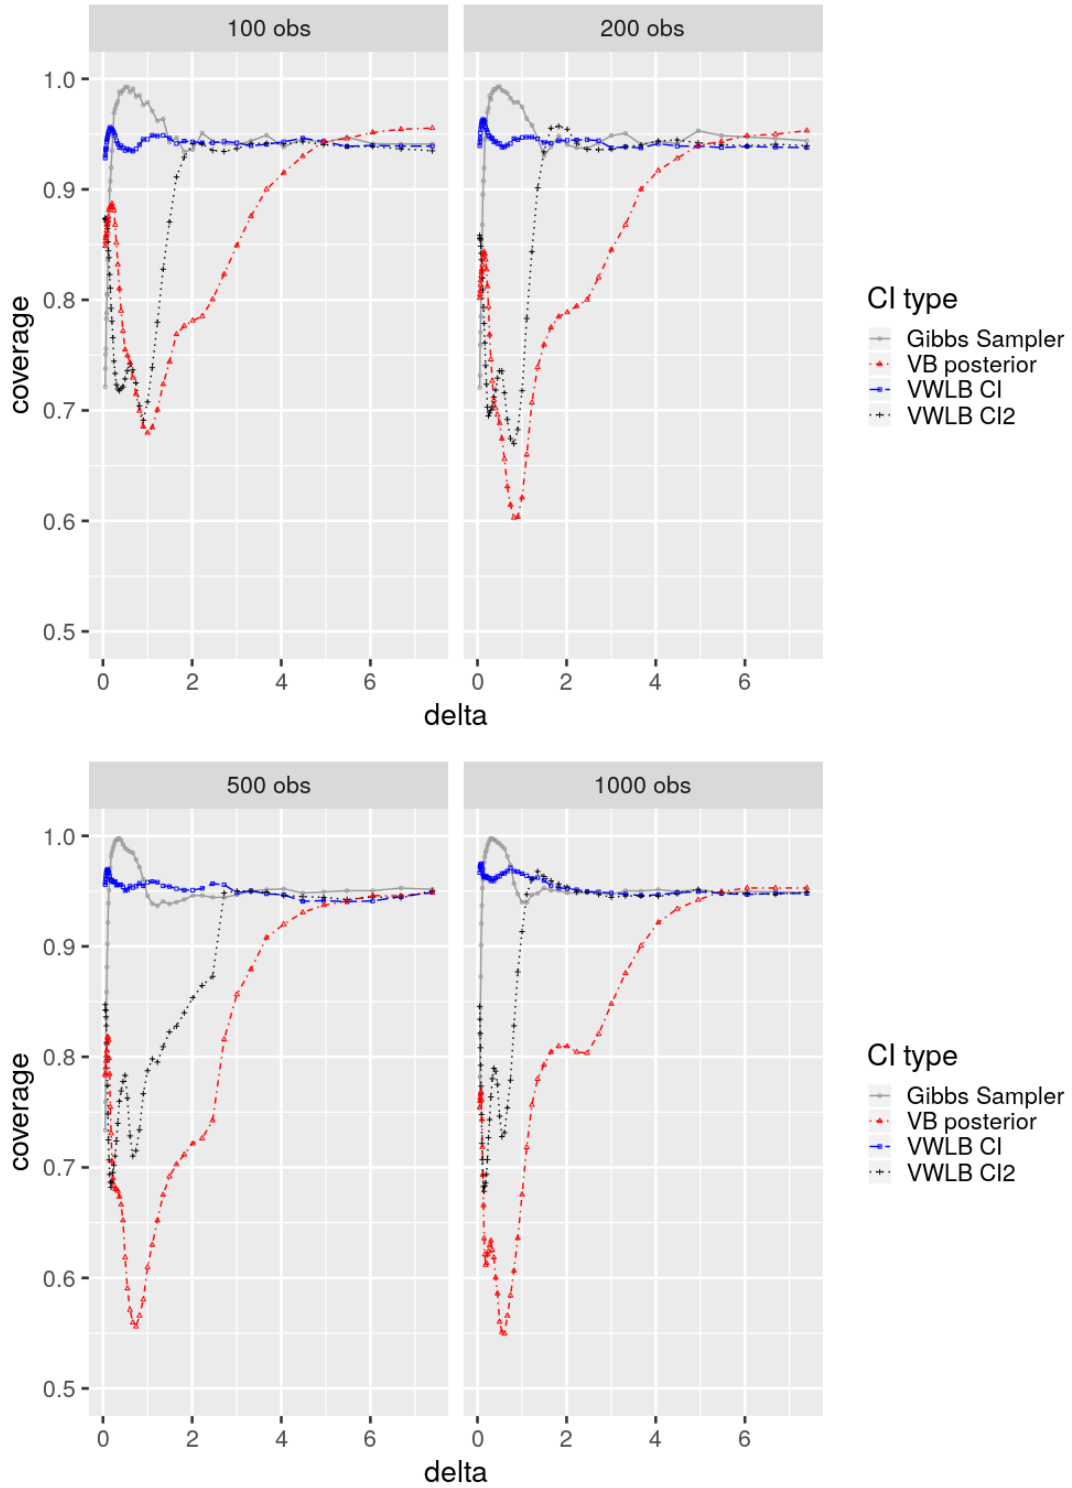 100 obs
200 obs
1.0
0.9
0.8
0.7
0.6
0.5
coverage
0 2 4 6
0 2 4 6
delta
CI type
Gibbs Sampler
VB posterior
VWLB CI
VWLB CI2
500 obs
1000 obs
1.0
0.9
0.8
0.7
0.6
0.5
coverage
0 2 4 6
0 2 4 6
delta
CI type
Gibbs Sampler
VB posterior
VWLB CI
VWLB CI2